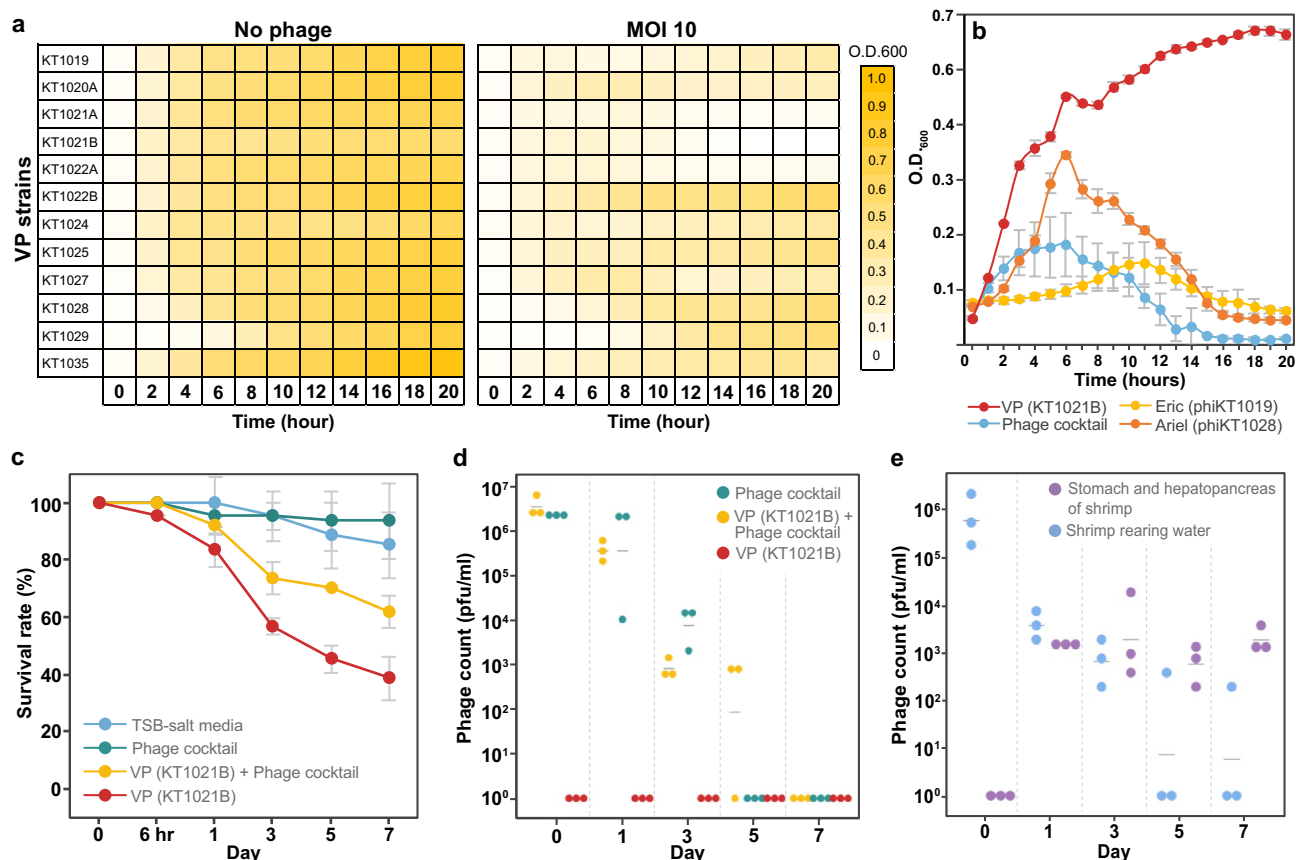 a
No phage
MOI 10
O.D.600
VP strains
KT1019
KT1020A
KT1021A
KT1021B
KT1022A
KT1022B
KT1024
KT1025
KT1027
KT1028
KT1029
KT1035
0 2 4 6 8 10 12 14 16 18 20
0 2 4 6 8 10 12 14 16 18 20
Time (hour)
Time (hour)
1.0
0.9
0.8
0.7
0.6
0.5
0.4
0.3
0.2
0.1
0
b
0.7
0.6
0.4
0.3
0.2
0.1
O.D.*600
0 2 4 6 8 10 12 14 16 18 20
Time (hours)
VP (KT1021B)
Eric (phiKT1019)
Phage cocktail
Ariel (phiKT1028)
c
Survival rate (%)
100
80
60
40
20
0
TSB-salt media
Phage cocktail
VP (KT1021B) + Phage cocktail
VP (KT1021B)
0 6 hr 1 3 5 7
Day
d
Phage count (pfu/ml)
10⁷
10⁶
10⁵
10⁴
10³
10²
10¹
10⁰
Phage cocktail
VP (KT1021B) +
Phage cocktail
VP (KT1021B)
0 1 3 5 7
Day
e
Phage count (pfu/ml)
10⁶
10⁵
10⁴
10³
10²
10¹
10⁰
Stomach and hepatopancreas
of shrimp
Shrimp rearing water
0 1 3 5 7
Day